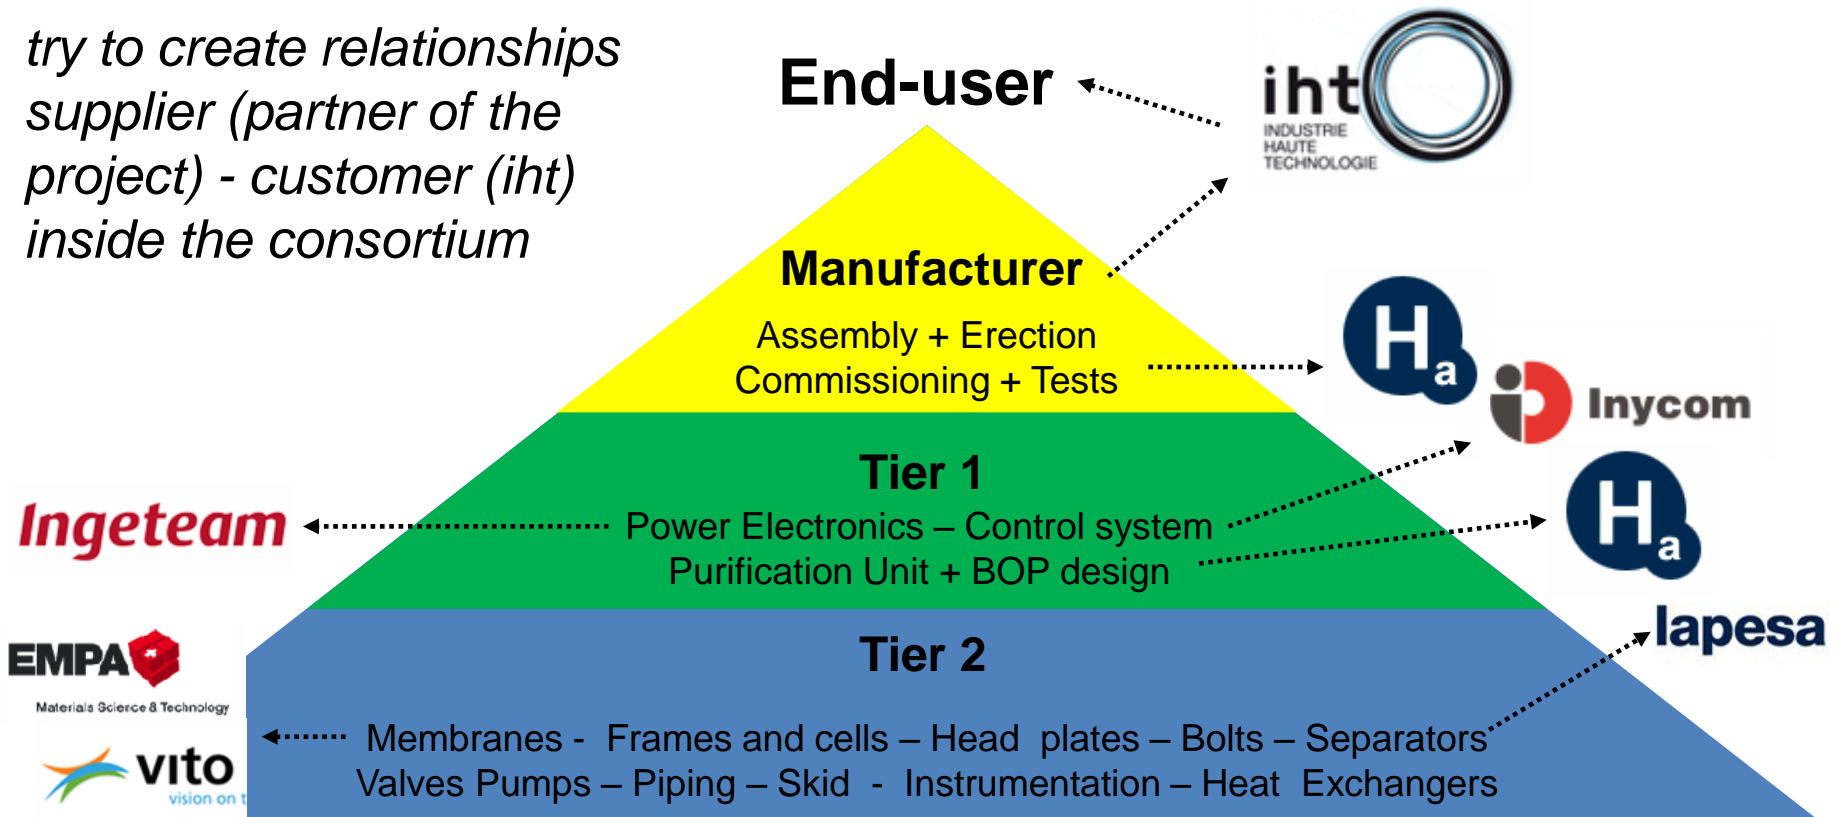 try to create relationships
supplier (partner of the
project) - customer (iht)
inside the consortium
End-user
iht
INDUSTRIE
HAUTE
TECHNOLOGIE
Manufacturer
Assembly + Erection
Commissioning + Tests
Ha
Inycom
Tier 1
Ingeteam
Power Electronics – Control system
Purification Unit + BOP design
Ha
lapesa
EMPA
Materials Science & Technology
Tier 2
Membranes - Frames and cells – Head plates – Bolts – Separators
Valves Pumps – Piping – Skid - Instrumentation – Heat Exchangers
vito
vision on t